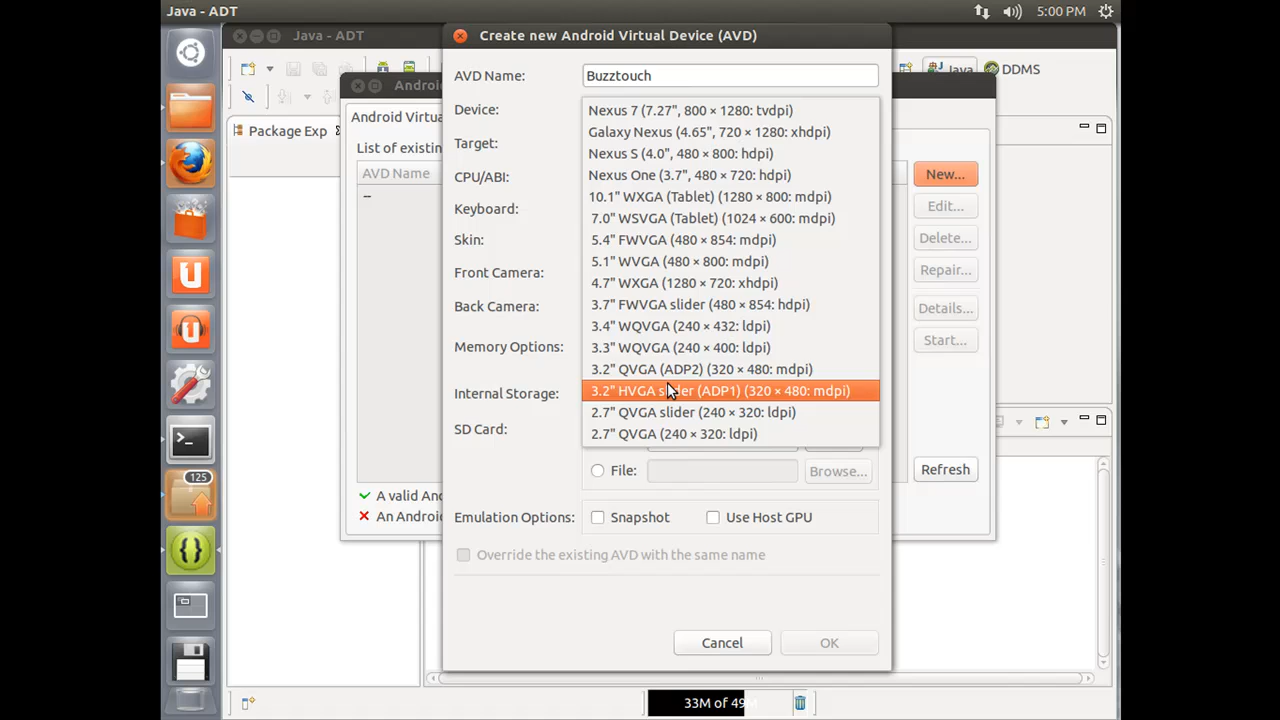 Java - ADT
5:00 PM
Java - ADT
Create new Android Virtual Device (AVD)
Java
DDMS
Package Exp
Android Virtua
List of existin
AVD Name
--
A valid And
An Android
AVD Name:
Buzztouch
Device:
Target:
CPU/ABI:
Keyboard:
Skin:
Front Camera:
Back Camera:
Memory Options:
Internal Storage:
SD Card:
Nexus 7 (7.27", 800 × 1280: tvdpi)
Galaxy Nexus (4.65", 720 × 1280: xhdpi)
Nexus S (4.0", 480 × 800: hdpi)
Nexus One (3.7", 480 × 720: hdpi)
10.1" WXGA (Tablet) (1280 × 800: mdpi)
7.0" WSVGA (Tablet) (1024 × 600: mdpi)
5.4" FWVGA (480 × 854: mdpi)
5.1" WVGA (480 × 800: mdpi)
4.7" WXGA (1280 × 720: xhdpi)
3.7" FWVGA slider (480 × 854: hdpi)
3.4" WQVGA (240 × 432: ldpi)
3.3" WQVGA (240 × 400: ldpi)
3.2" QVGA (ADP2) (320 × 480: mdpi)
3.2" HVGA slider (ADP1) (320 × 480: mdpi)
2.7" QVGA slider (240 × 320: ldpi)
2.7" QVGA (240 × 320: ldpi)
File:
Browse...
Emulation Options:
Snapshot
Use Host GPU
Override the existing AVD with the same name
Cancel
OK
New...
Edit...
Delete...
Repair...
Details...
Start...
Refresh
125
33M of 49